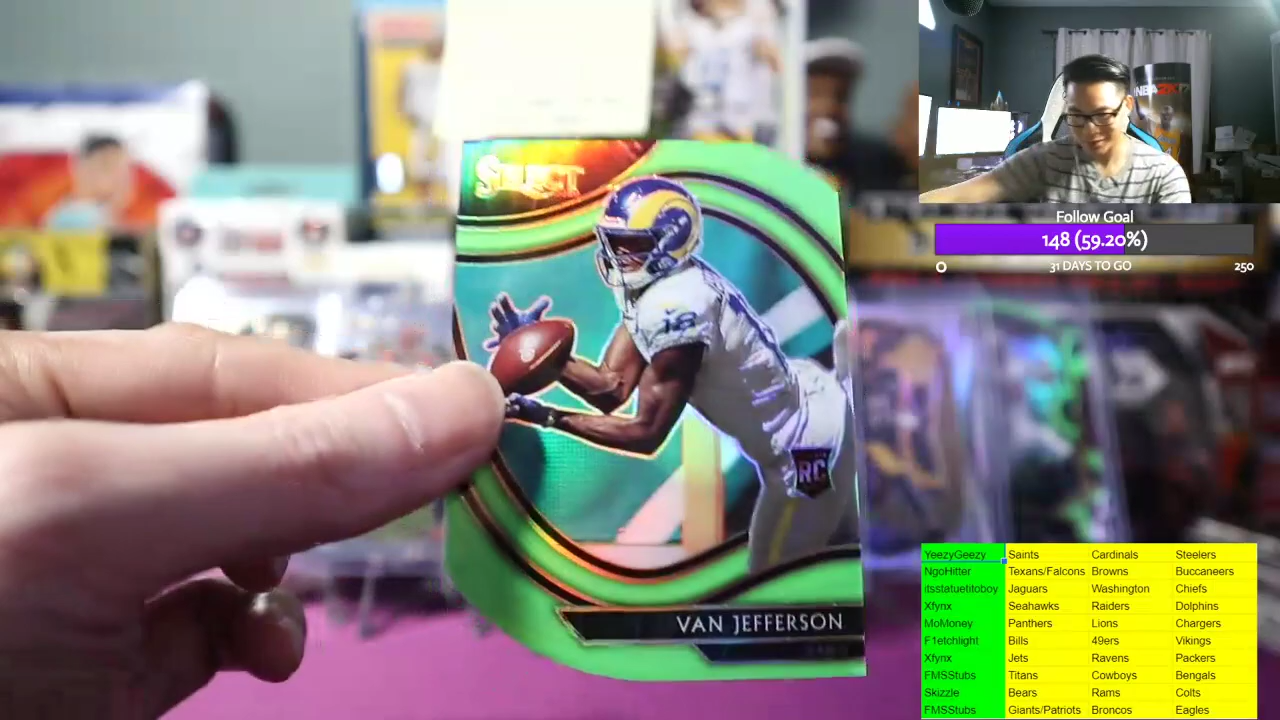 SELECT
18
RC
VAN JEFFERSON
NBA2K17
Follow Goal
148 (59.20%)
0 31 DAYS TO GO 250
YeezyGeezy Saints Cardinals Steelers
NgoHitter Texans/Falcons Browns Buccaneers
itsstatuetitoboy Jaguars Washington Chiefs
Xfynx Seahawks Raiders Dolphins
MoMoney Panthers Lions Chargers
F1etchlight Bills 49ers Vikings
Xfynx Jets Ravens Packers
FMSStubs Titans Cowboys Bengals
Skizzle Bears Rams Colts
FMSStubs Giants/Patriots Broncos Eagles